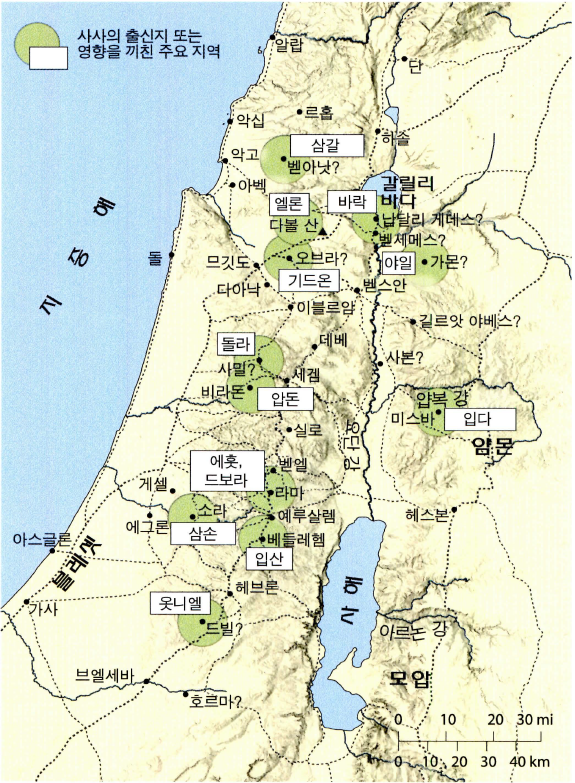 사사의 출신지 또는
영향을 끼친 주요 지역
알랍
단
르홉
악십
하솔
삼갈
악고
벧아낫?
갈릴리
바다
아벡
엘론
바락
다볼 산
납달리 게데스?
벧세메스?
돌
므깃도
오브라?
야일
가몬?
기드온
다아낙
벧스안
이블르암
길르앗 야베스?
돌라
데베
사밀?
사본?
세겜
비라돈
압돈
얍복 강
미스바
입다
암몬
실로
요단 강
에훗,
드보라
벧엘
게셀
라마
소라
에그론
예루살렘
헤스본
삼손
아스글론
베들레헴
블레셋
입산
지중해
헤브론
사해
옷니엘
가사
드빌?
아르논 강
브엘세바
모압
호르마?
0 10 20 30 mi
0 10 20 30 40 km